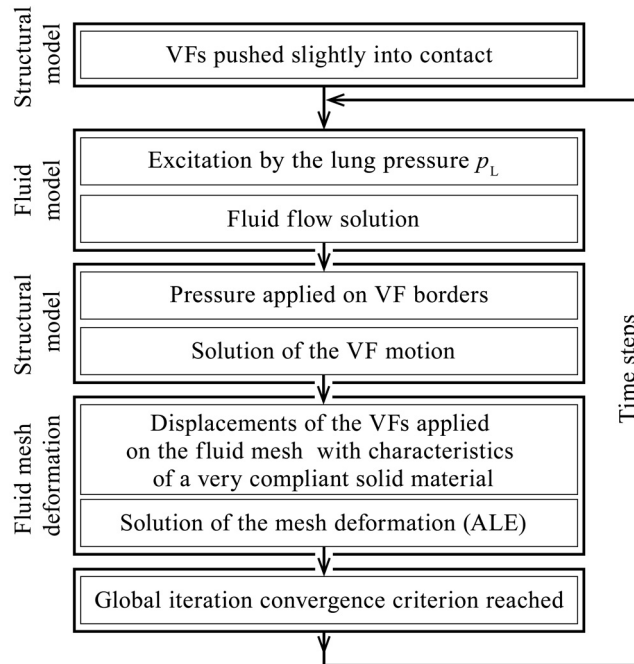 Structural
model
VFs pushed slightly into contact
Fluid
model
Excitation by the lung pressure pL
Fluid flow solution
Structural
model
Pressure applied on VF borders
Solution of the VF motion
Fluid mesh
deformation
Displacements of the VFs applied
on the fluid mesh with characteristics
of a very compliant solid material
Solution of the mesh deformation (ALE)
Global iteration convergence criterion reached
Time steps